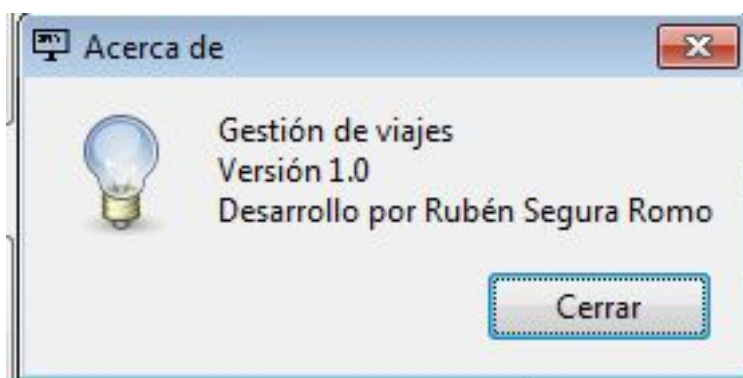 Acerca de
Gestión de viajes
Versión 1.0
Desarrollo por Rubén Segura Romo
Cerrar